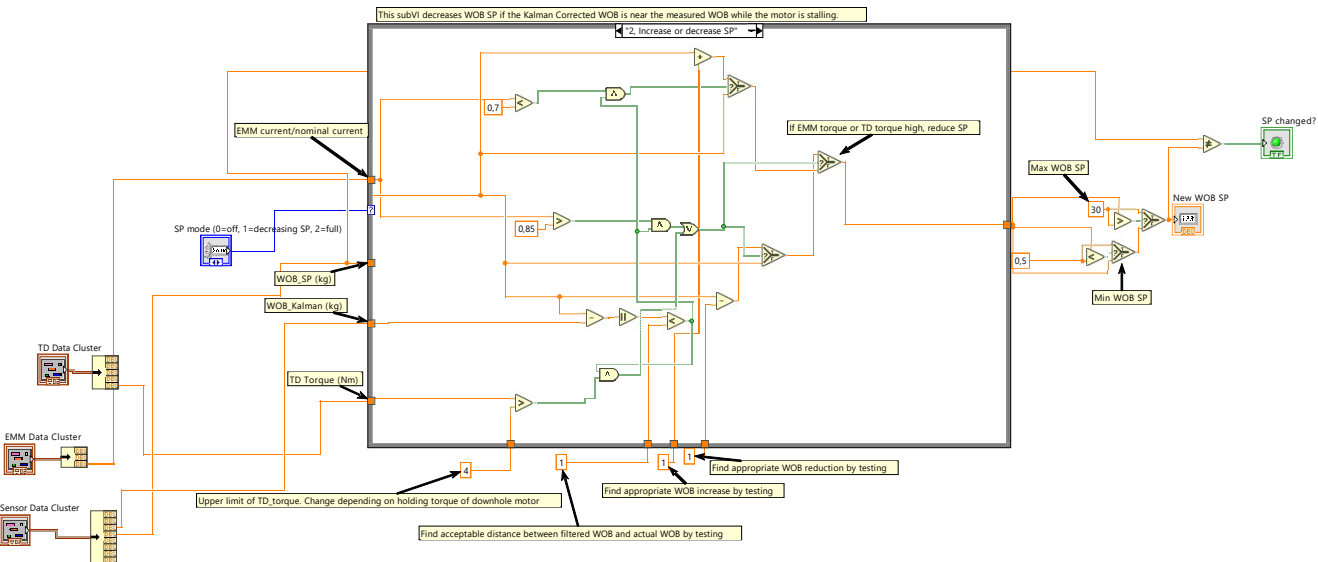 This subVI decreases WOB SP if the Kalman Corrected WOB is near the measured WOB while the motor is stalling.
"2, Increase or decrease SP"
0,7
SP changed?
EMM current/nominal current
If EMM torque or TD torque high, reduce SP
Max WOB SP
New WOB SP
30
SP mode (0=off, 1=decreasing SP, 2=full)
0,85
0,5
WOB_SP (kg)
Min WOB SP
WOB_Kalman (kg)
TD Data Cluster
TD Torque (Nm)
EMM Data Cluster
4
1
1
1
Find appropriate WOB reduction by testing
Find appropriate WOB increase by testing
Upper limit of TD_torque. Change depending on holding torque of downhole motor
Sensor Data Cluster
Find acceptable distance between filtered WOB and actual WOB by testing